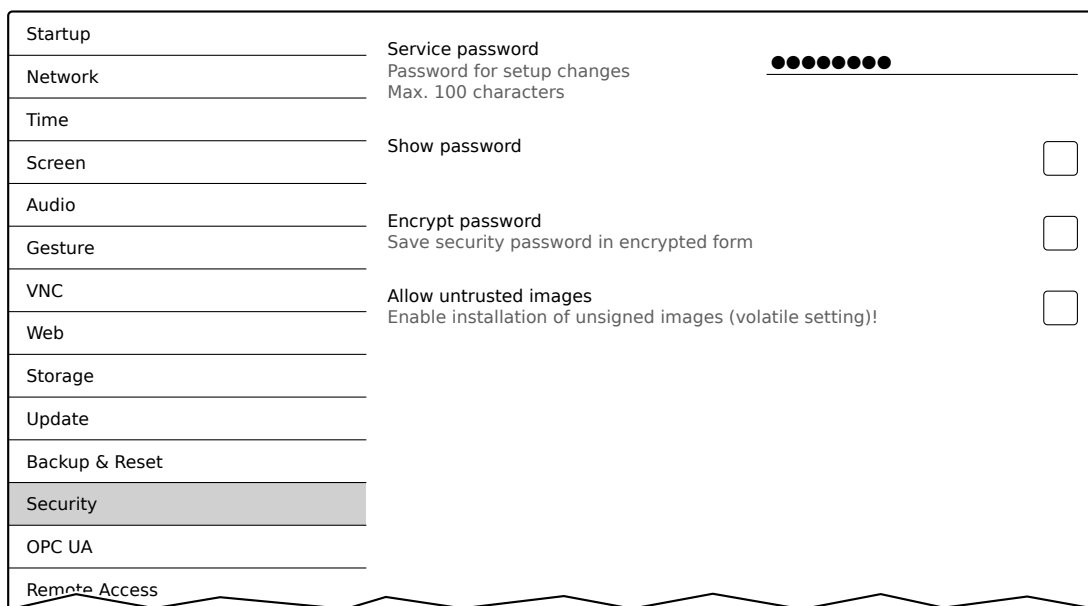 Startup
Network
Time
Screen
Audio
Gesture
VNC
Web
Storage
Update
Backup & Reset
Security
OPC UA
Remote Access
Service password
Password for setup changes
Max. 100 characters
●●●●●●●●
Show password
Encrypt password
Save security password in encrypted form
Allow untrusted images
Enable installation of unsigned images (volatile setting)!